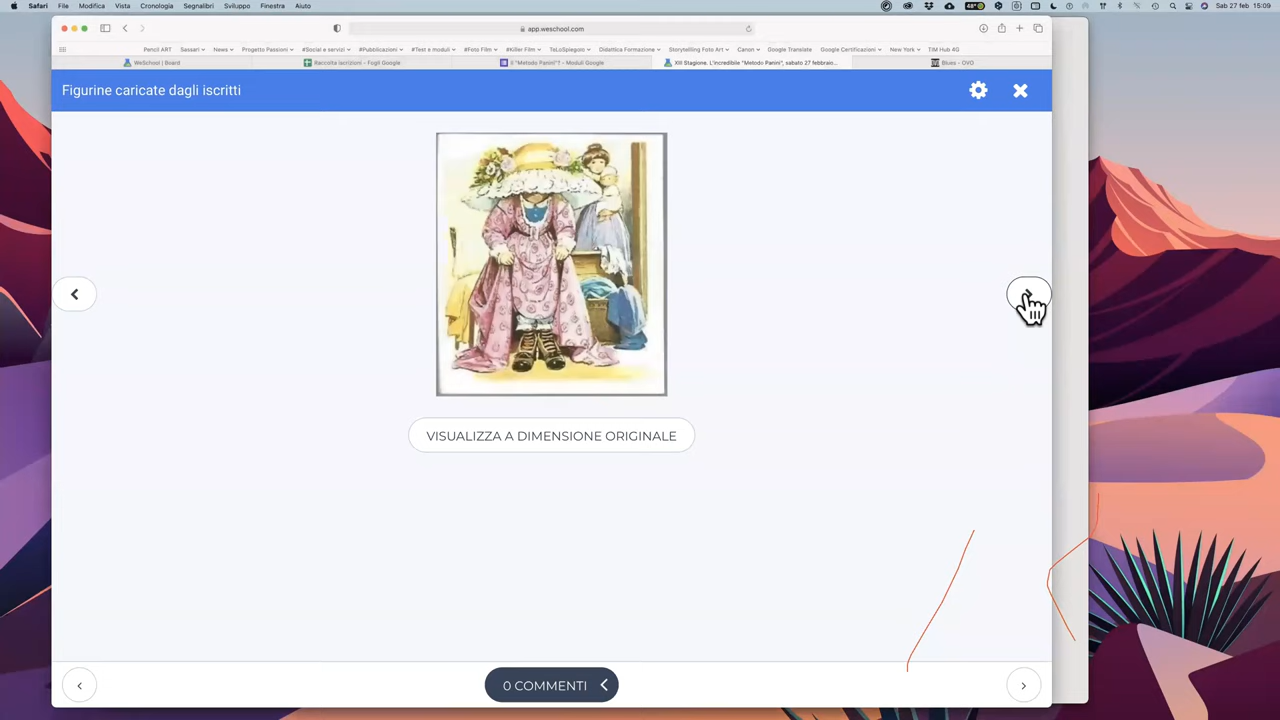 Safari File Modifica Vista Cronologia Segnalibri Sviluppo Finestra Aiuto 48° Sab 27 feb 15:09
app.weschool.com
Pencil ART Sassari News Progetto Passioni #Social e servizi #Pubblicazioni #Test e moduli #Foto Film #Killer Film TaLoSpiegoio Didattica Formazione Storytelling Foto Art Canon Google Translate Google Certificazioni New York TIM Hub 4G
WeSchool | Board Raccolta iscrizioni - Fogli Google Il "Metodo Panini"? - Moduli Google XIII Stagione. L'incredibile "Metodo Panini", sabato 27 febbraio... Blues - OVO
Figurine caricate dagli iscritti
VISUALIZZA A DIMENSIONE ORIGINALE
0 COMMENTI